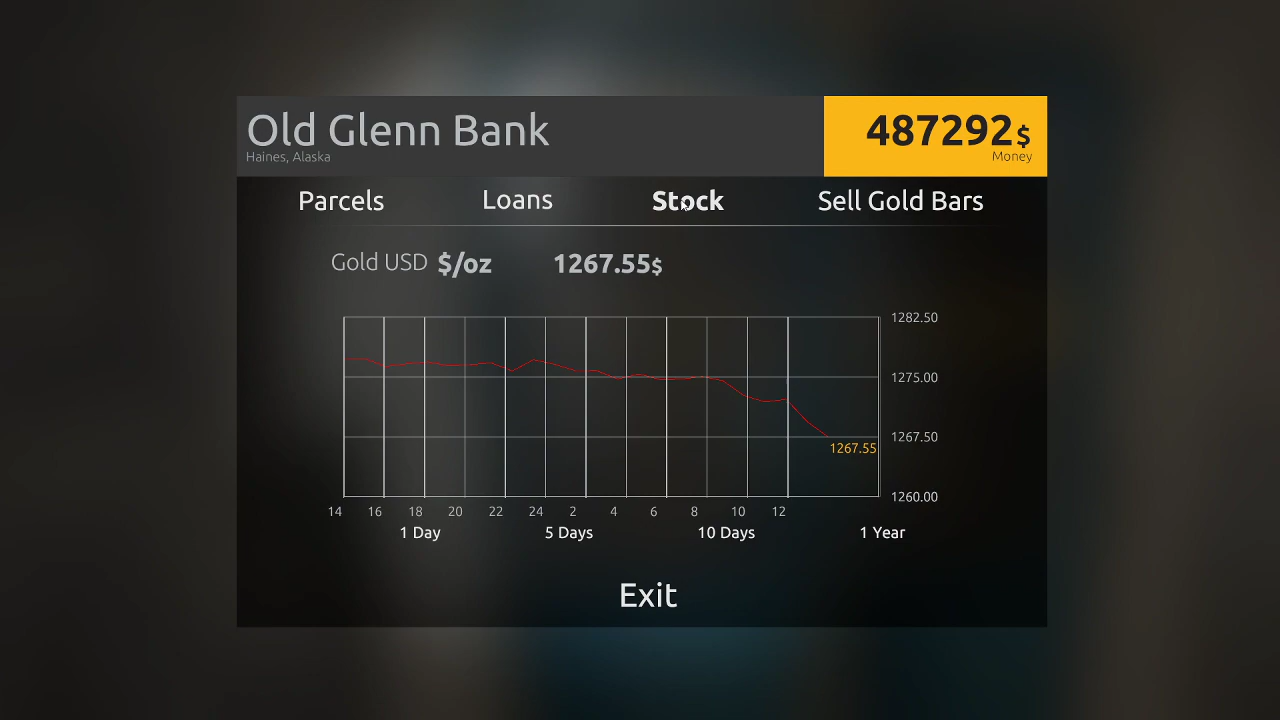 Old Glenn Bank
Haines, Alaska
487292$
Money
Parcels Loans Stock Sell Gold Bars
Gold USD $/oz 1267.55$
1282.50
1275.00
1267.50
1267.55
1260.00
14 16 18 20 22 24 2 4 6 8 10 12
1 Day 5 Days 10 Days 1 Year
Exit